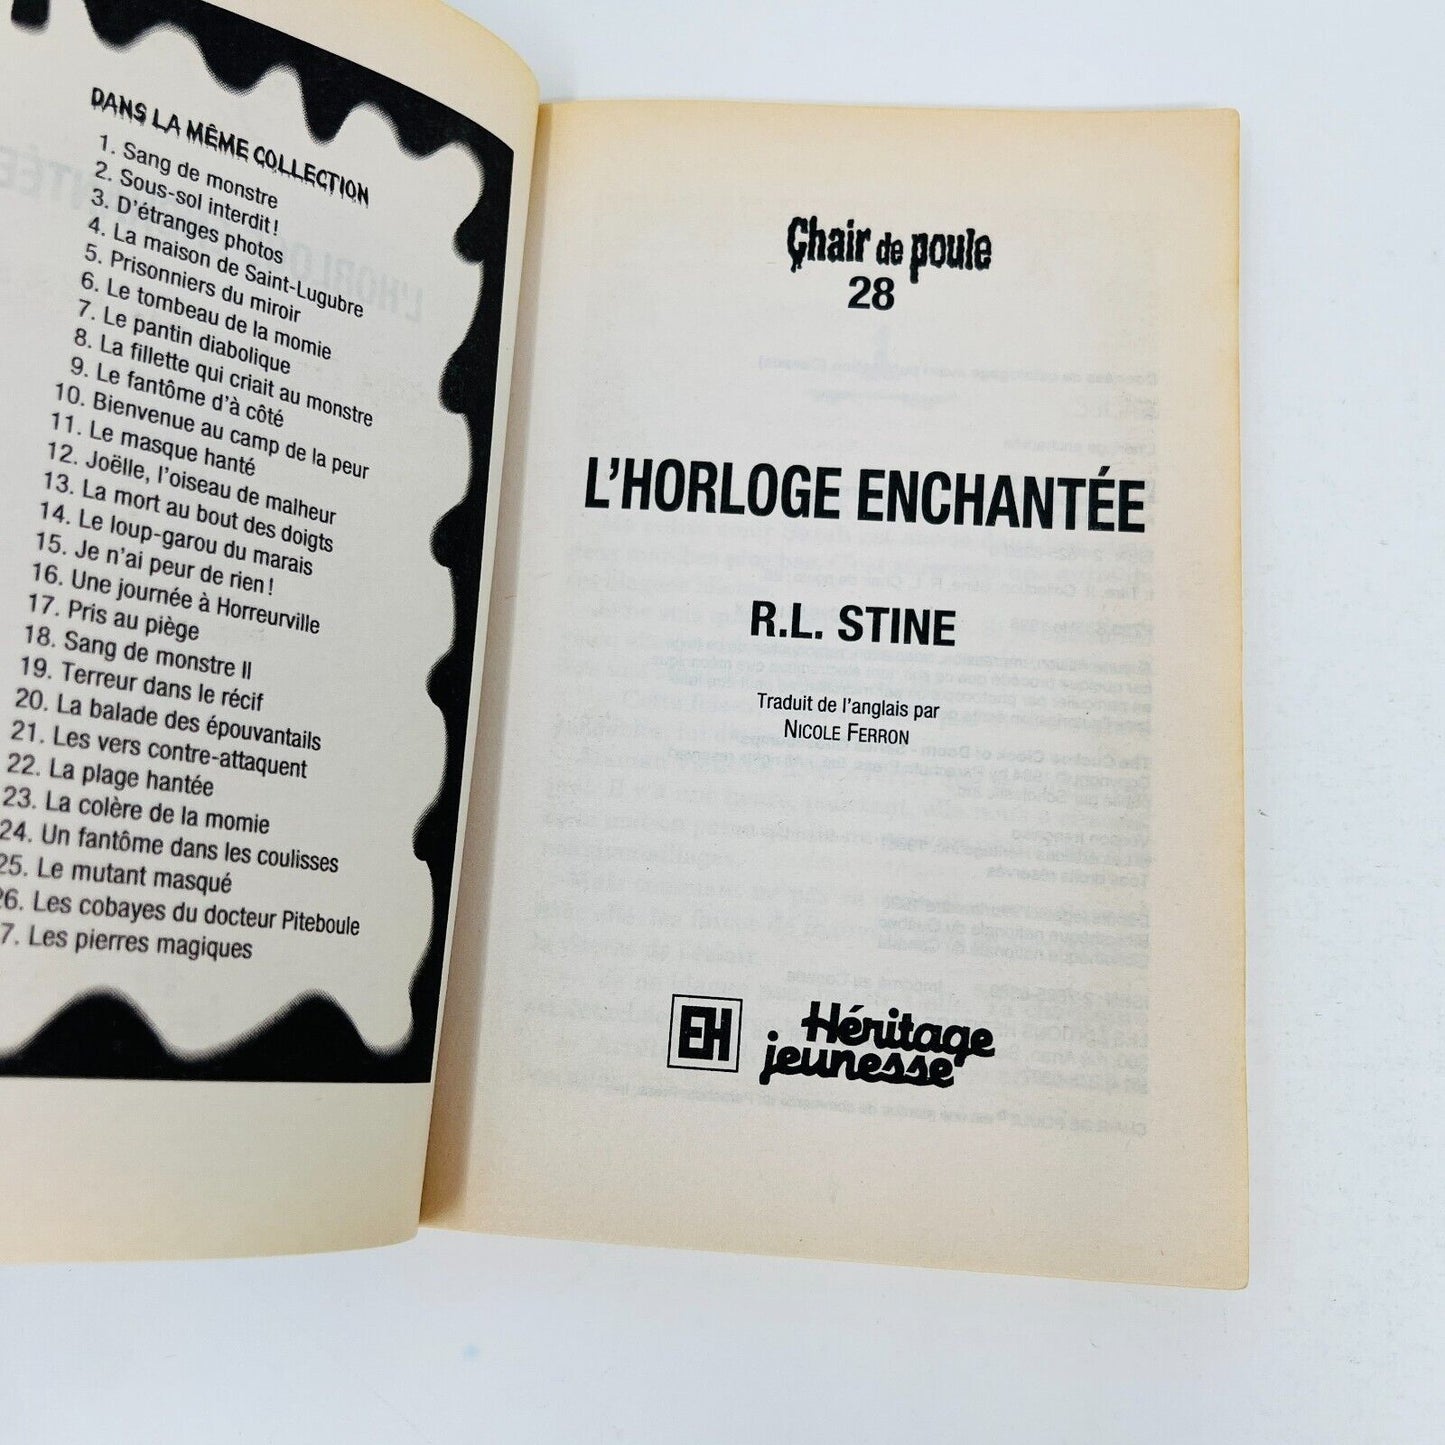 DANS LA MÊME COLLECTION
1. Sang de monstre
2. Sous-sol interdit !
3. D'étranges photos
4. La maison de Saint-Lugubre
5. Prisonniers du miroir
6. Le tombeau de la momie
7. Le pantin diabolique
8. La fillette qui criait au monstre
9. Le fantôme d'à côté
10. Bienvenue au camp de la peur
11. Le masque hanté
12. Joëlle, l'oiseau de malheur
13. La mort au bout des doigts
14. Le loup-garou du marais
15. Je n'ai peur de rien !
16. Une journée à Horreurville
17. Pris au piège
18. Sang de monstre II
19. Terreur dans le récif
20. La balade des épouvantails
21. Les vers contre-attaquent
22. La plage hantée
23. La colère de la momie
24. Un fantôme dans les coulisses
25. Le mutant masqué
26. Les cobayes du docteur Piteboule
7. Les pierres magiques
Chair de poule
28
L'HORLOGE ENCHANTÉE
R.L. STINE
Traduit de l'anglais par
NICOLE FERRON
EH Héritage
jeunesse